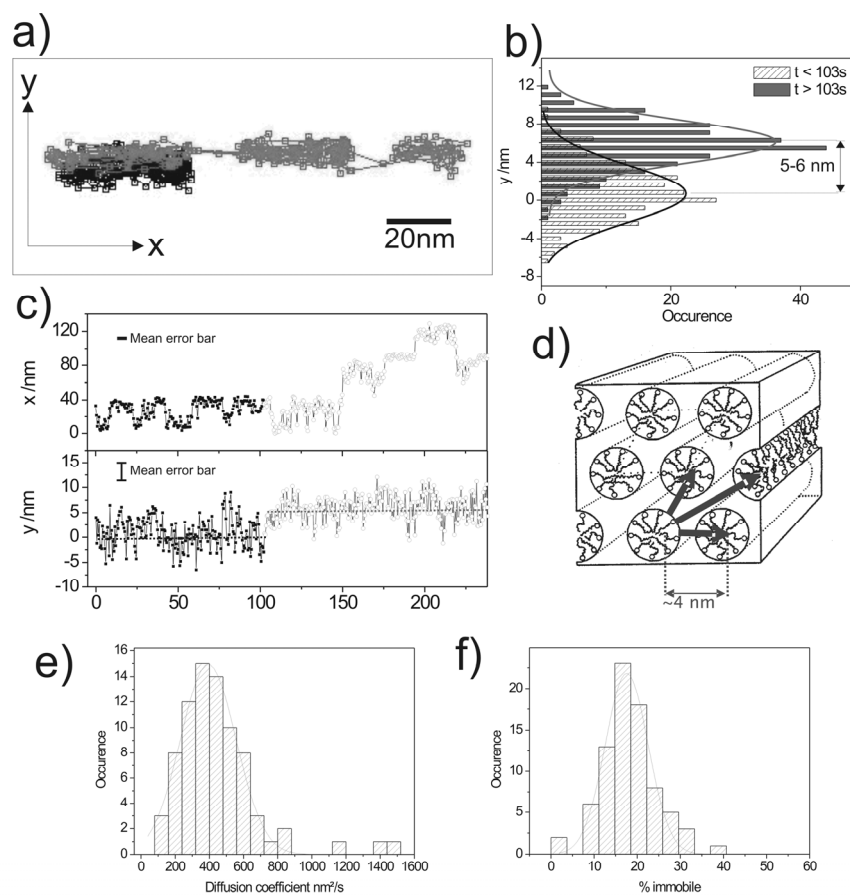 a)
y
x
20nm
b)
t < 103s
t > 103s
12
8
4
0
-4
-8
y /nm
5-6 nm
0
20
40
Occurence
c)
Mean error bar
120
80
40
0
x /nm
Mean error bar
15
10
5
0
-5
-10
y /nm
0
50
100
150
200
d)
~4 nm
e)
16
14
12
10
8
6
4
2
0
Occurence
0
200
400
600
800
1000
1200
1400
1600
Diffusion coefficient nm²/s
f)
20
15
10
5
0
Occurence
0
10
20
30
40
50
60
% immobile